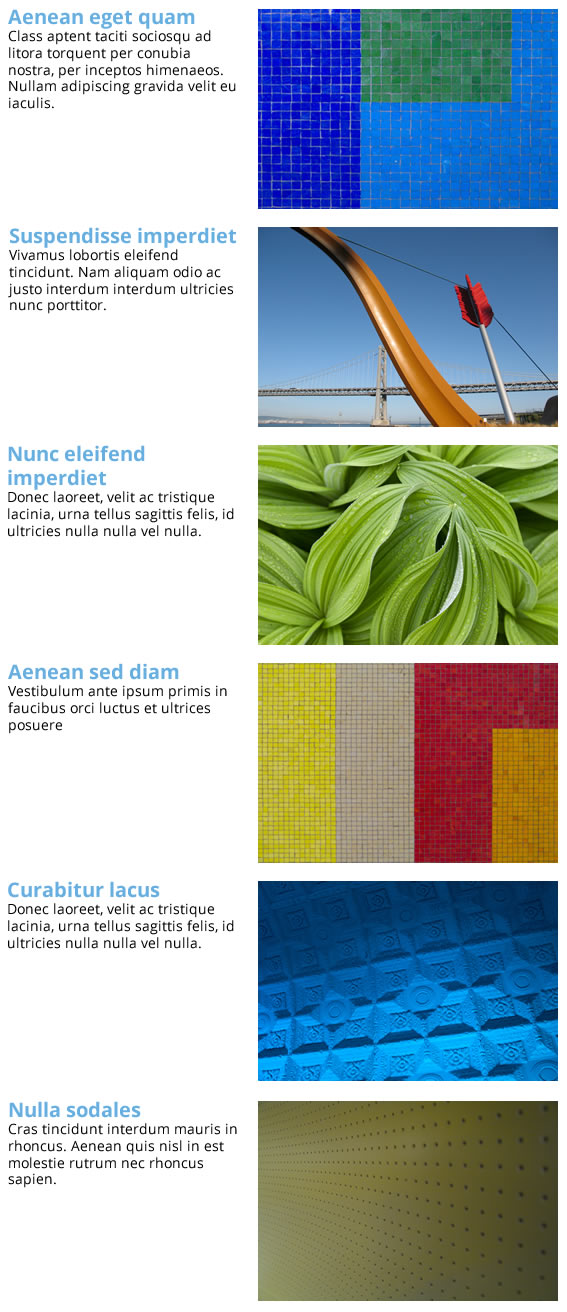 Aenean eget quam
Class aptent taciti sociosqu ad
litora torquent per conubia
nostra, per inceptos himenaeos.
Nullam adipiscing gravida velit eu
iaculis.
Suspendisse imperdiet
Vivamus lobortis eleifend
tincidunt. Nam aliquam odio ac
justo interdum interdum ultricies
nunc porttitor.
Nunc eleifend
imperdiet
Donec laoreet, velit ac tristique
lacinia, urna tellus sagittis felis, id
ultricies nulla nulla vel nulla.
Aenean sed diam
Vestibulum ante ipsum primis in
faucibus orci luctus et ultrices
posuere
Curabitur lacus
Donec laoreet, velit ac tristique
lacinia, urna tellus sagittis felis, id
ultricies nulla nulla vel nulla.
Nulla sodales
Cras tincidunt interdum mauris in
rhoncus. Aenean quis nisl in est
molestie rutrum nec rhoncus
sapien.